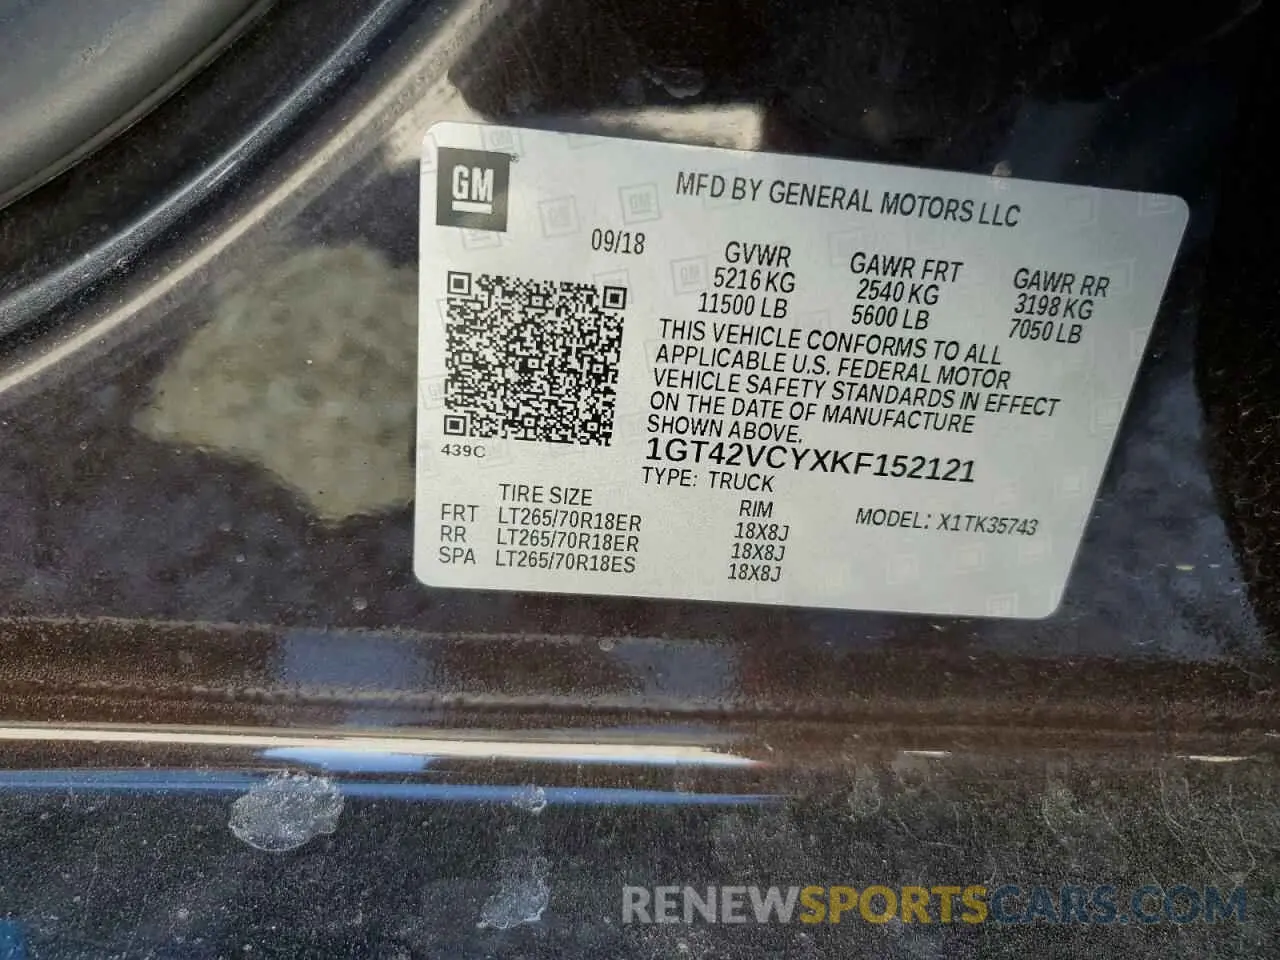 GM
MFD BY GENERAL MOTORS LLC
09/18
GVWR
5216 KG
11500 LB
GAWR FRT
2540 KG
5600 LB
GAWR RR
3198 KG
7050 LB
THIS VEHICLE CONFORMS TO ALL
APPLICABLE U.S. FEDERAL MOTOR
VEHICLE SAFETY STANDARDS IN EFFECT
ON THE DATE OF MANUFACTURE
SHOWN ABOVE.
439C
1GT42VCYXKF152121
TYPE: TRUCK
MODEL: X1TK35743
TIRE SIZE RIM
FRT LT265/70R18ER 18X8J
RR LT265/70R18ER 18X8J
SPA LT265/70R18ES 18X8J
RENEWSPORTSCARS.COM